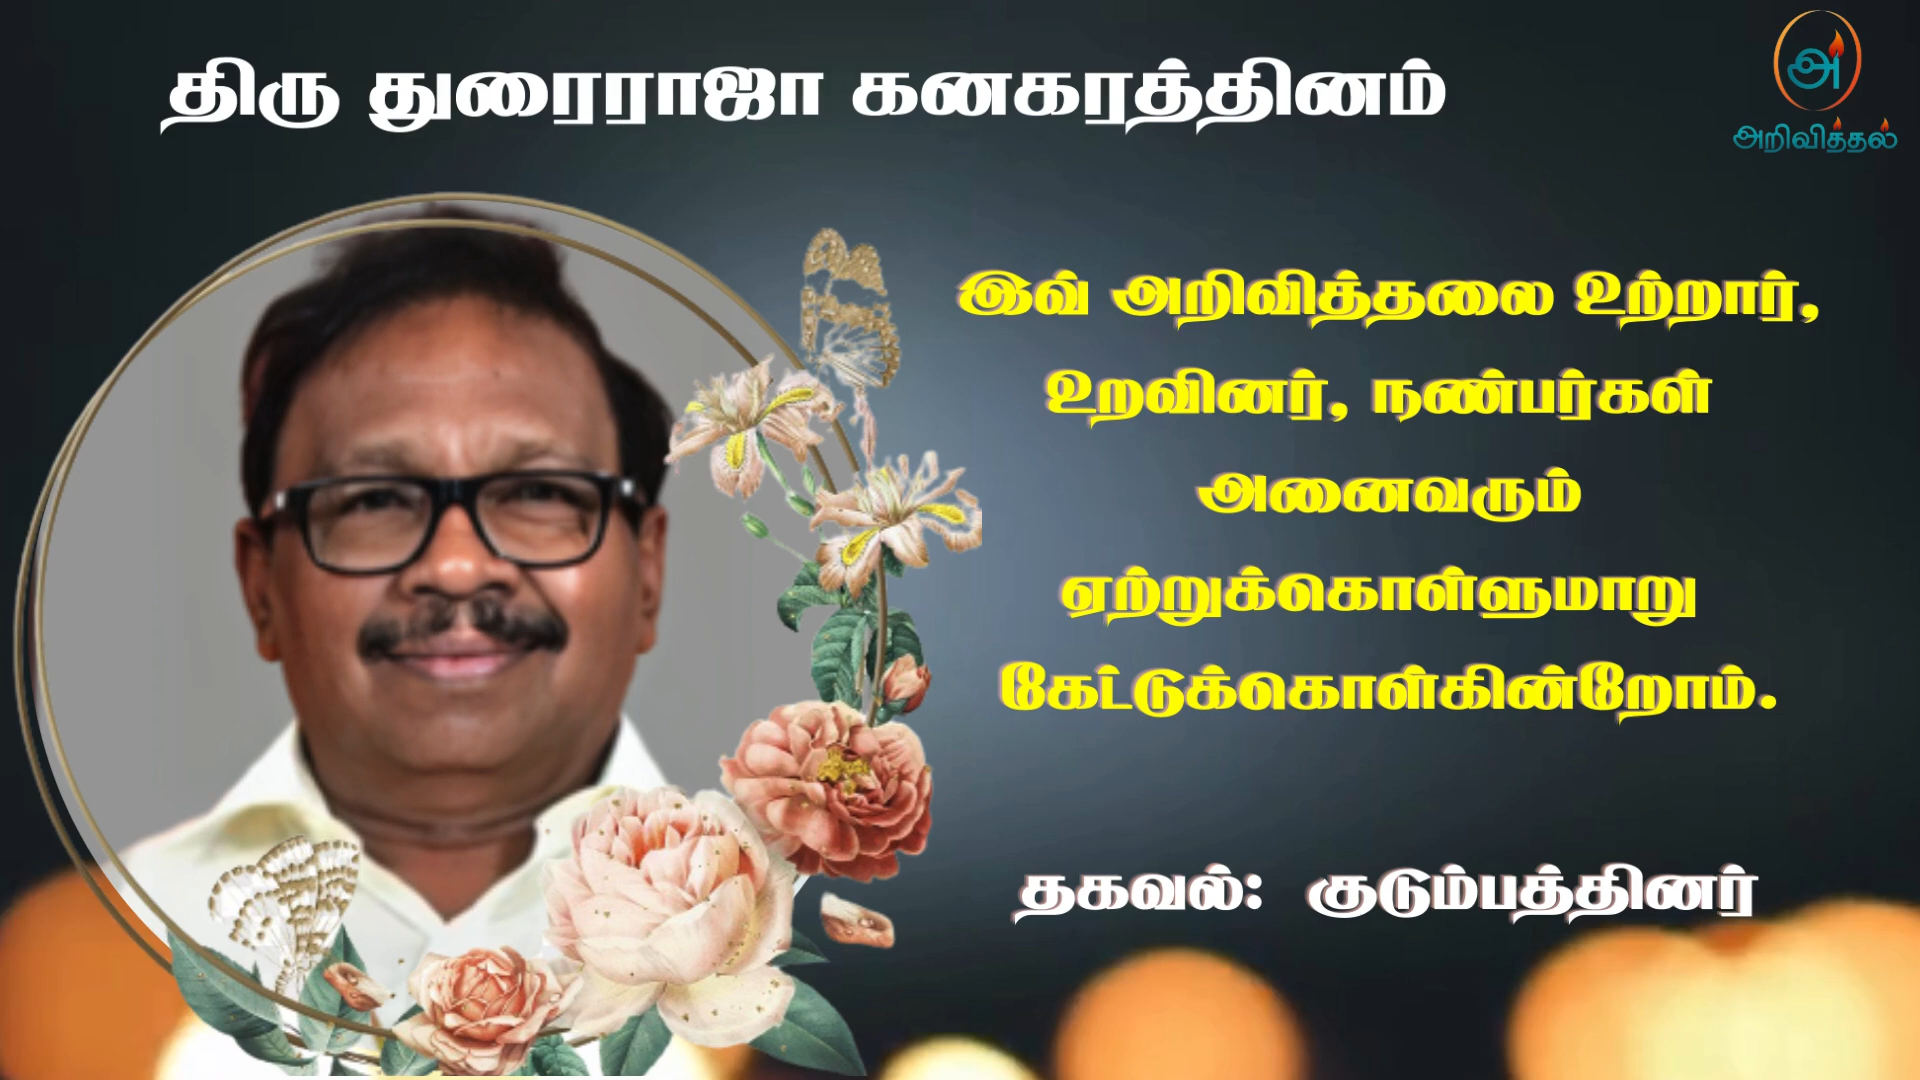 திரு துரைராஜா கனகரத்தினம்
அ
அறிவித்தல்
இவ் அறிவித்தலை உற்றார்,
உறவினர், நண்பர்கள்
அனைவரும்
ஏற்றுக்கொள்ளுமாறு
கேட்டுக்கொள்கின்றோம்.
தகவல்: குடும்பத்தினர்